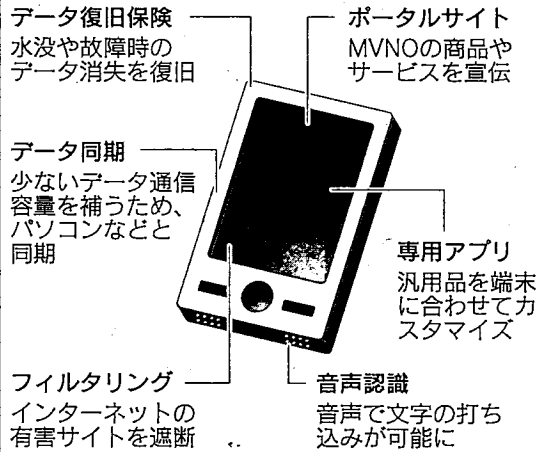 データ復旧保険
水没や故障時の
データ消失を復旧
ポータルサイト
MVNOの商品や
サービスを宣伝
データ同期
少ないデータ通信
容量を補うため、
パソコンなどと
同期
専用アプリ
汎用品を端末
に合わせてカ
スタマイズ
フィルタリング
インターネットの
有害サイトを遮断
音声認識
音声で文字の打ち
込みが可能に